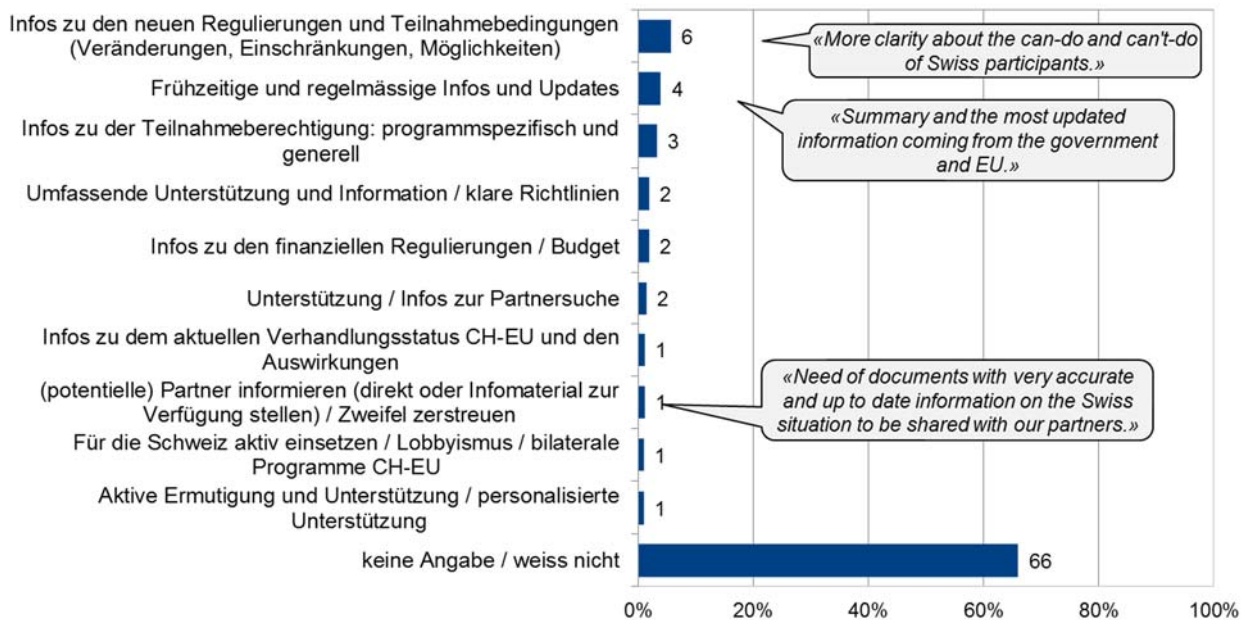 Infos zu den neuen Regulierungen und Teilnahmebedingungen
(Veränderungen, Einschränkungen, Möglichkeiten)
6
«More clarity about the can-do and can't-do
of Swiss participants.»
Frühzeitige und regelmässige Infos und Updates
4
«Summary and the most updated
information coming from the government
and EU.»
Infos zu der Teilnahmeberechtigung: programmspezifisch und
generell
3
Umfassende Unterstützung und Information / klare Richtlinien
2
Infos zu den finanziellen Regulierungen / Budget
2
Unterstützung / Infos zur Partnersuche
2
Infos zu dem aktuellen Verhandlungsstatus CH-EU und den
Auswirkungen
1
(potentielle) Partner informieren (direkt oder Infomaterial zur
Verfügung stellen) / Zweifel zerstreuen
1
«Need of documents with very accurate
and up to date information on the Swiss
situation to be shared with our partners.»
Für die Schweiz aktiv einsetzen / Lobbyismus / bilaterale
Programme CH-EU
1
Aktive Ermutigung und Unterstützung / personalisierte
Unterstützung
1
keine Angabe / weiss nicht
66
0% 20% 40% 60% 80% 100%